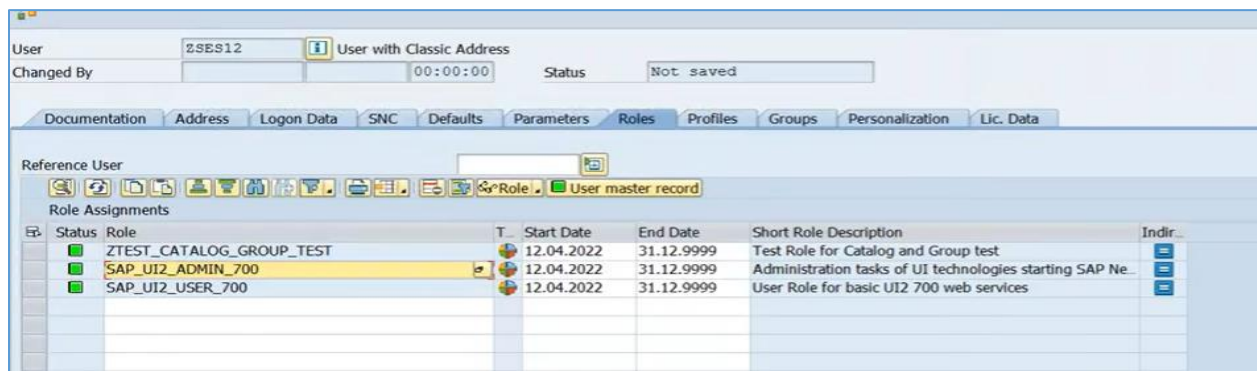 User ZSES12 User with Classic Address
Changed By 00:00:00 Status Not saved
Documentation Address Logon Data SNC Defaults Parameters Roles Profiles Groups Personalization Lic. Data
Reference User
Role User master record
Role Assignments
Status Role T... Start Date End Date Short Role Description Indir...
ZTEST_CATALOG_GROUP_TEST 12.04.2022 31.12.9999 Test Role for Catalog and Group test
SAP_UI2_ADMIN_700 12.04.2022 31.12.9999 Administration tasks of UI technologies starting SAP Ne...
SAP_UI2_USER_700 12.04.2022 31.12.9999 User Role for basic UI2 700 web services